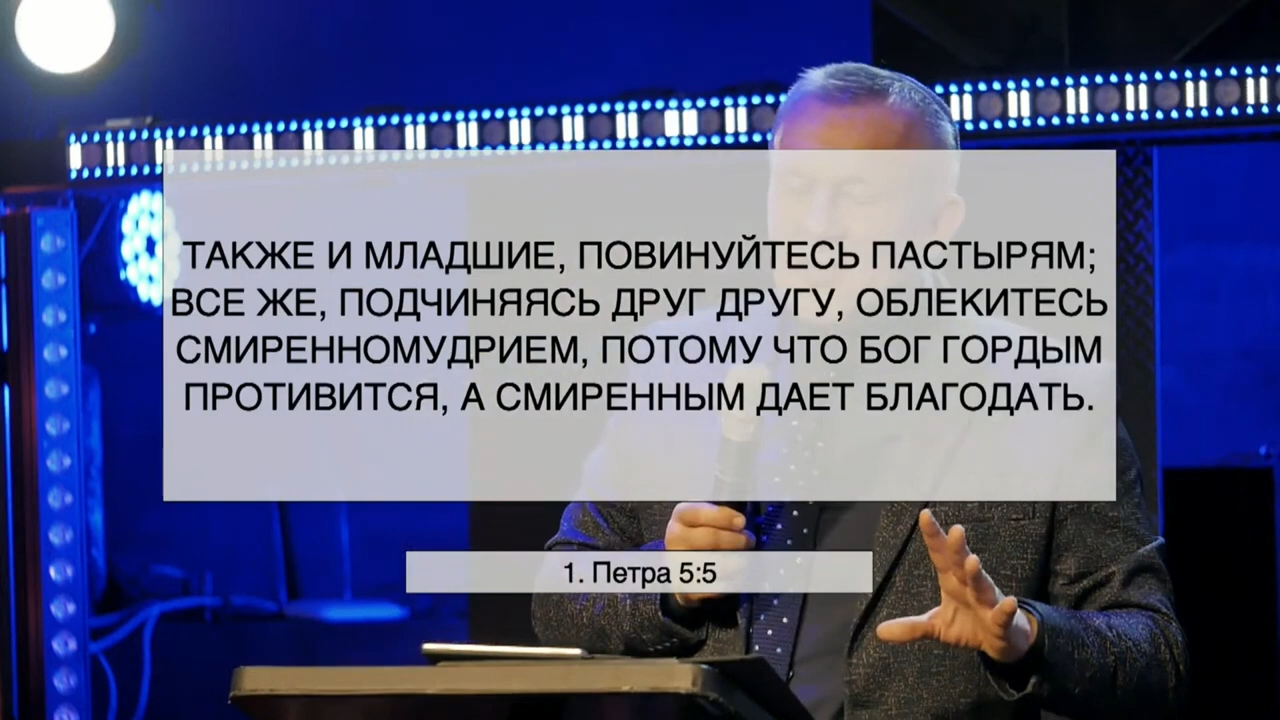 ТАКЖЕ И МЛАДШИЕ, ПОВИНУЙТЕСЬ ПАСТЫРЯМ;
ВСЕ ЖЕ, ПОДЧИНЯЯСЬ ДРУГ ДРУГУ, ОБЛЕКИТЕСЬ
СМИРЕННОМУДРИЕМ, ПОТОМУ ЧТО БОГ ГОРДЫМ
ПРОТИВИТСЯ, А СМИРЕННЫМ ДАЕТ БЛАГОДАТЬ.
1. Петра 5:5